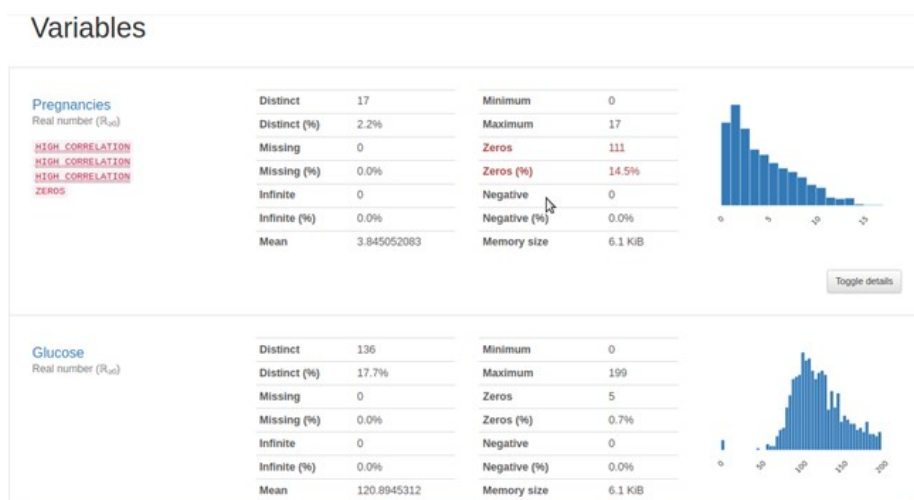 Variables
Pregnancies
Real number (ℝ≥0)
HIGH CORRELATION
HIGH CORRELATION
HIGH CORRELATION
ZEROS
Distinct 17
Distinct (%) 2.2%
Missing 0
Missing (%) 0.0%
Infinite 0
Infinite (%) 0.0%
Mean 3.845052083
Minimum 0
Maximum 17
Zeros 111
Zeros (%) 14.5%
Negative 0
Negative (%) 0.0%
Memory size 6.1 KiB
0 5 10 15
Toggle details
Glucose
Real number (ℝ≥0)
Distinct 136
Distinct (%) 17.7%
Missing 0
Missing (%) 0.0%
Infinite 0
Infinite (%) 0.0%
Mean 120.8945312
Minimum 0
Maximum 199
Zeros 5
Zeros (%) 0.7%
Negative 0
Negative (%) 0.0%
Memory size 6.1 KiB
0 50 100 150 200